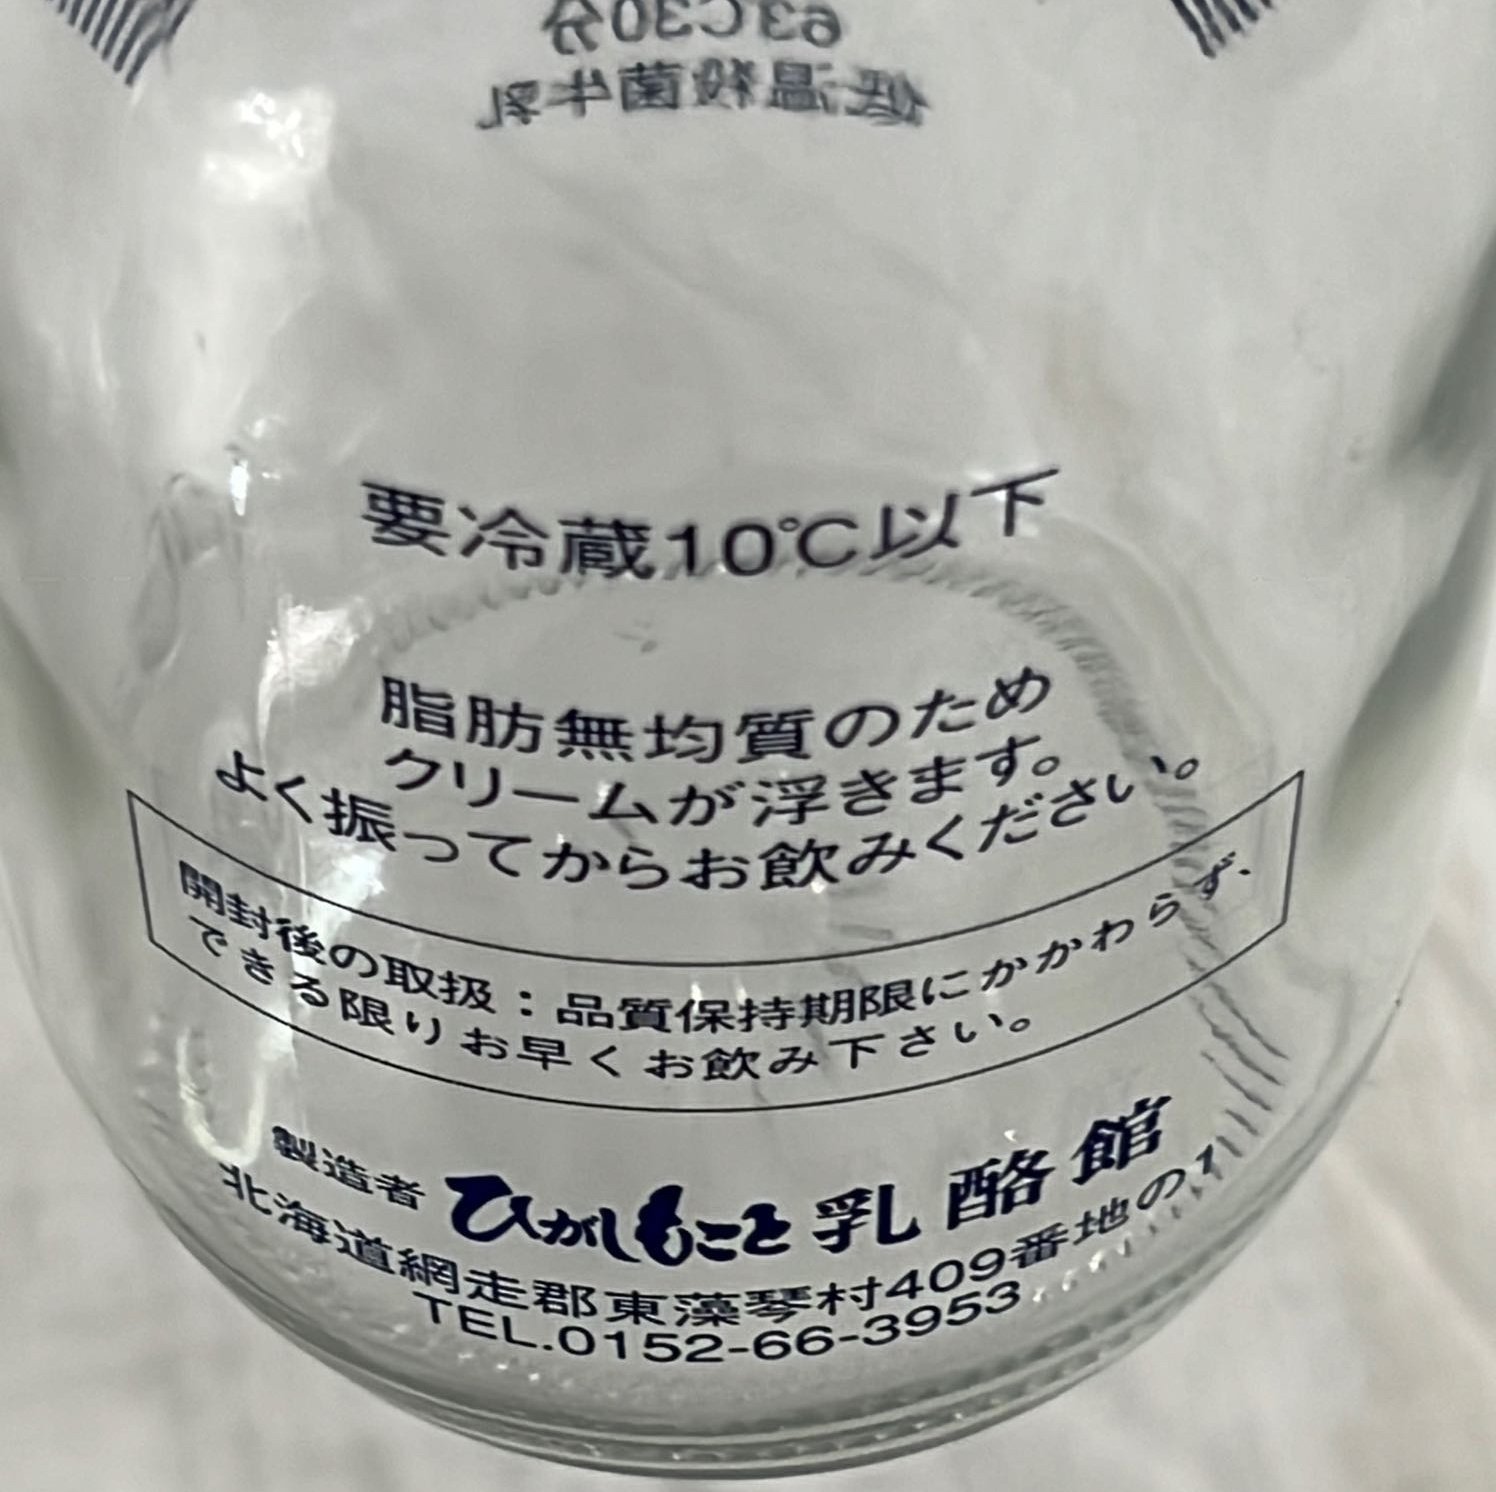 63℃30分
低温殺菌牛乳
要冷蔵10℃以下
脂肪無均質のため
クリームが浮きます。
よく振ってからお飲みください。
開封後の取扱：品質保持期限にかかわらず、
できる限りお早くお飲み下さい。
製造者 ひがしもこと乳酪館
北海道網走郡東藻琴村409番地の1
TEL.0152-66-3953